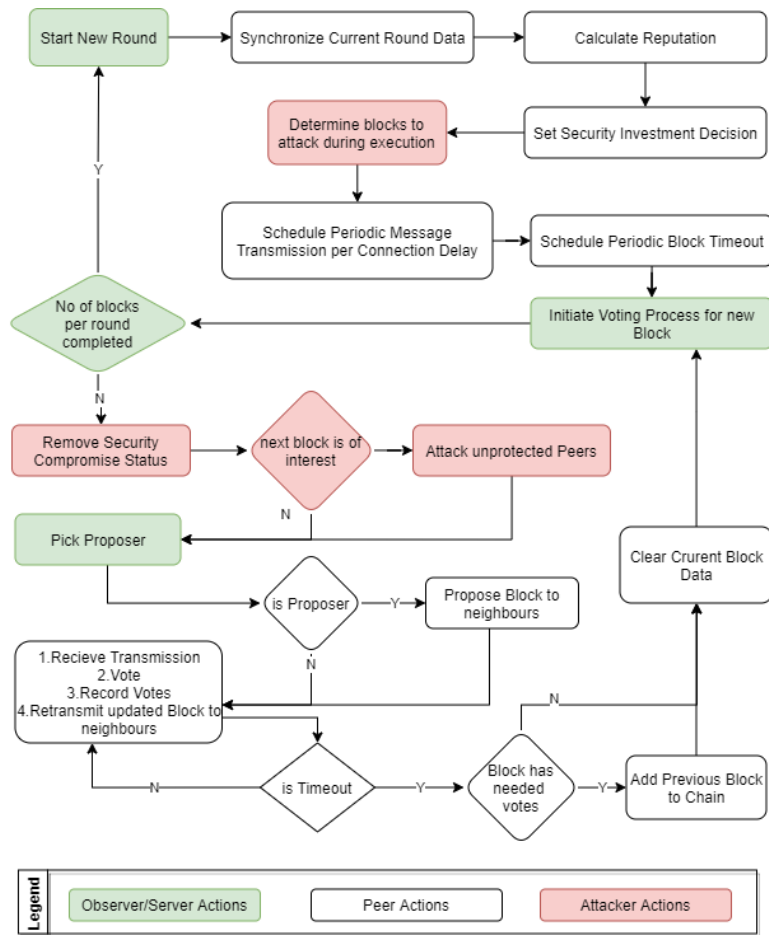 Start New Round
Synchronize Current Round Data
Calculate Reputation
Determine blocks to
attack during execution
Set Security Investment Decision
Schedule Periodic Message
Transmission per Connection Delay
Schedule Periodic Block Timeout
Y
No of blocks
per round
completed
Initiate Voting Process for new
Block
N
Remove Security
Compromise Status
next block is of
interest
Attack unprotected Peers
N
Pick Proposer
Clear Crurent Block
Data
is Proposer
Y
Propose Block to
neighbours
N
1.Recieve Transmission
2.Vote
3.Record Votes
4.Retransmit updated Block to
neighbours
N
is Timeout
Y
N
Block has
needed
votes
Y
Add Previous Block
to Chain
Legend
Observer/Server Actions
Peer Actions
Attacker Actions